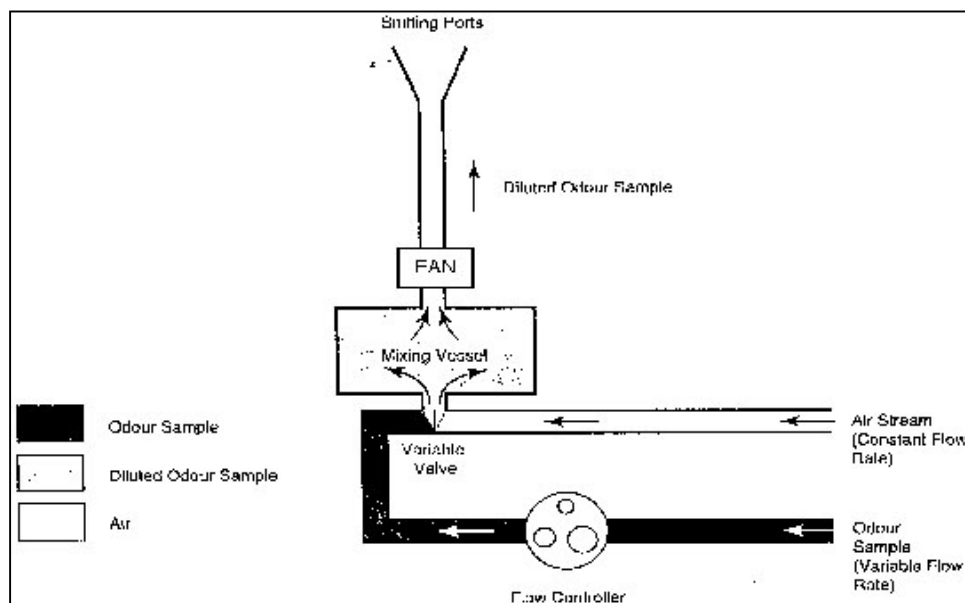 Sniffing Ports
Diluted Odour Sample
FAN
Mixing Vessel
Odour Sample
Diluted Odour Sample
Air
Variable
Valve
Air Stream
(Constant Flow
Rate)
Odour
Sample
(Variable Flow
Rate)
Flow Controller